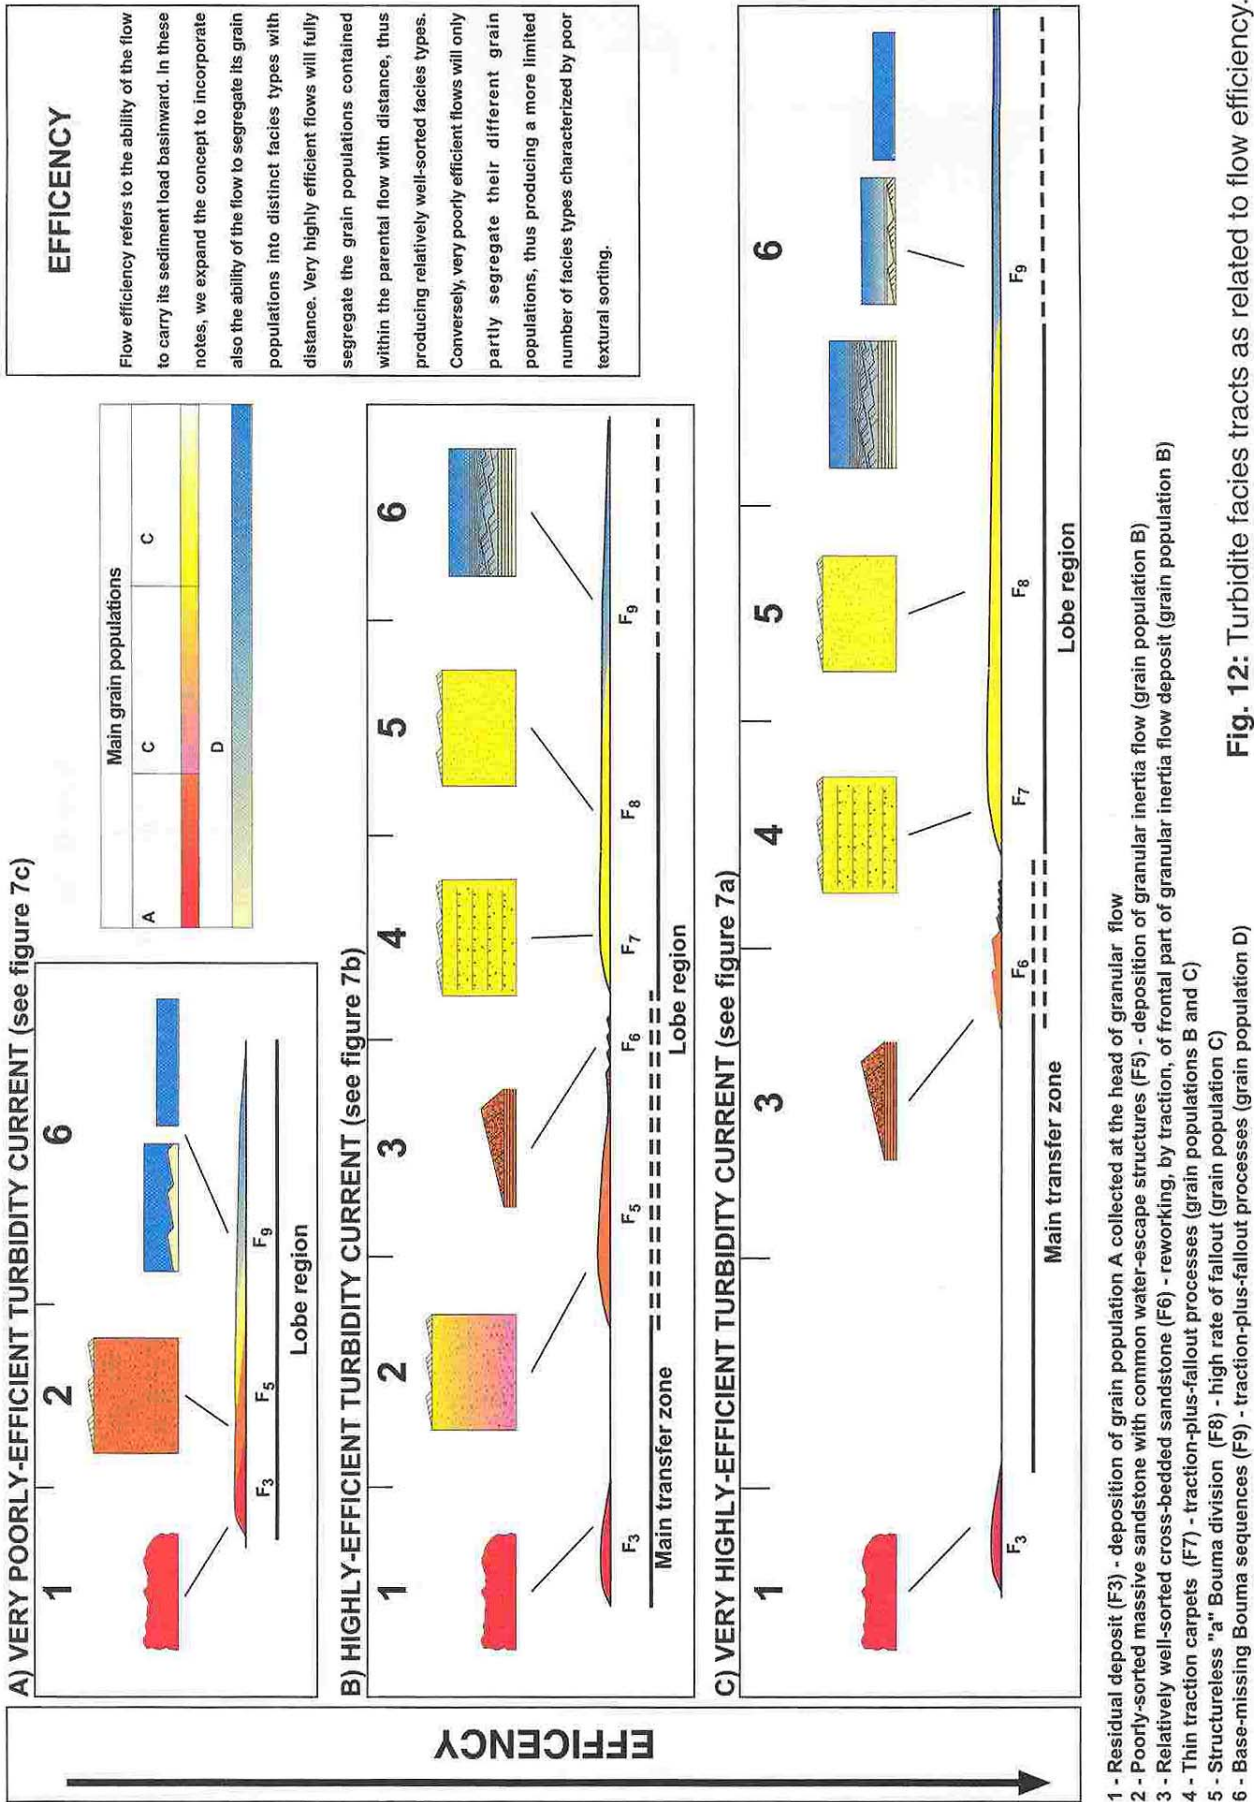 EFFICENCY
Flow efficiency refers to the ability of the flow
to carry its sediment load basinward. In these
notes, we expand the concept to incorporate
also the ability of the flow to segregate its grain
populations into distinct facies types with
distance. Very highly efficient flows will fully
segregate the grain populations contained
within the parental flow with distance, thus
producing relatively well-sorted facies types.
Conversely, very poorly efficient flows will only
partly segregate their different grain
populations, thus producing a more limited
number of facies types characterized by poor
textural sorting.
Main grain populations
A C C
D
EFFICENCY
A) VERY POORLY-EFFICIENT TURBIDITY CURRENT (see figure 7c)
1 2 6
F3 F5 F9
Lobe region
B) HIGHLY-EFFICIENT TURBIDITY CURRENT (see figure 7b)
1 2 3 4 5 6
F3 F5 F6 F7 F8 F9
Main transfer zone
Lobe region
C) VERY HIGHLY-EFFICIENT TURBIDITY CURRENT (see figure 7a)
1 3 4 5 6
F3 F6 F7 F8 F9
Main transfer zone
Lobe region
1 - Residual deposit (F3) - deposition of grain population A collected at the head of granular flow
2 - Poorly-sorted massive sandstone with common water-escape structures (F5) - deposition of granular inertia flow (grain population B)
3 - Relatively well-sorted cross-bedded sandstone (F6) - reworking, by traction, of frontal part of granular inertia flow deposit (grain population B)
4 - Thin traction carpets (F7) - traction-plus-fallout processes (grain populations B and C)
5 - Structureless "a" Bouma division (F8) - high rate of fallout (grain population C)
6 - Base-missing Bouma sequences (F9) - traction-plus-fallout processes (grain population D)
Fig. 12: Turbidite facies tracts as related to flow efficiency.